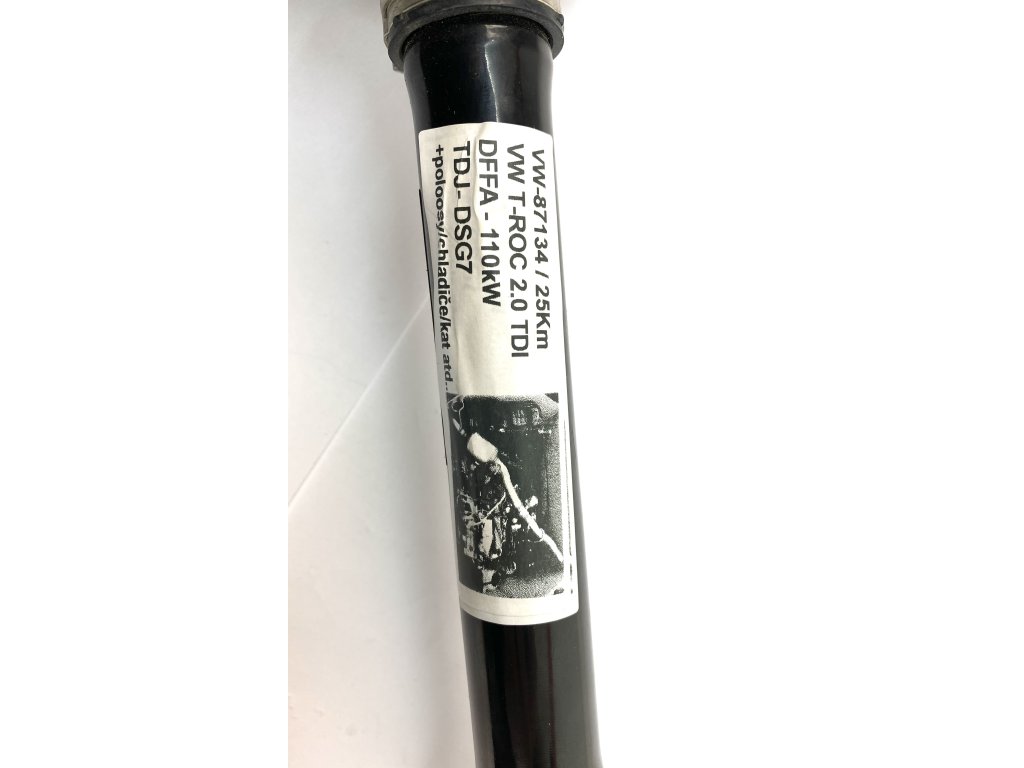 VW-87134 / 25Km
VW T-ROC 2.0 TDI
DFFA - 110kW
TDJ- DSG7
+poloosy/chladiče/kat atd..